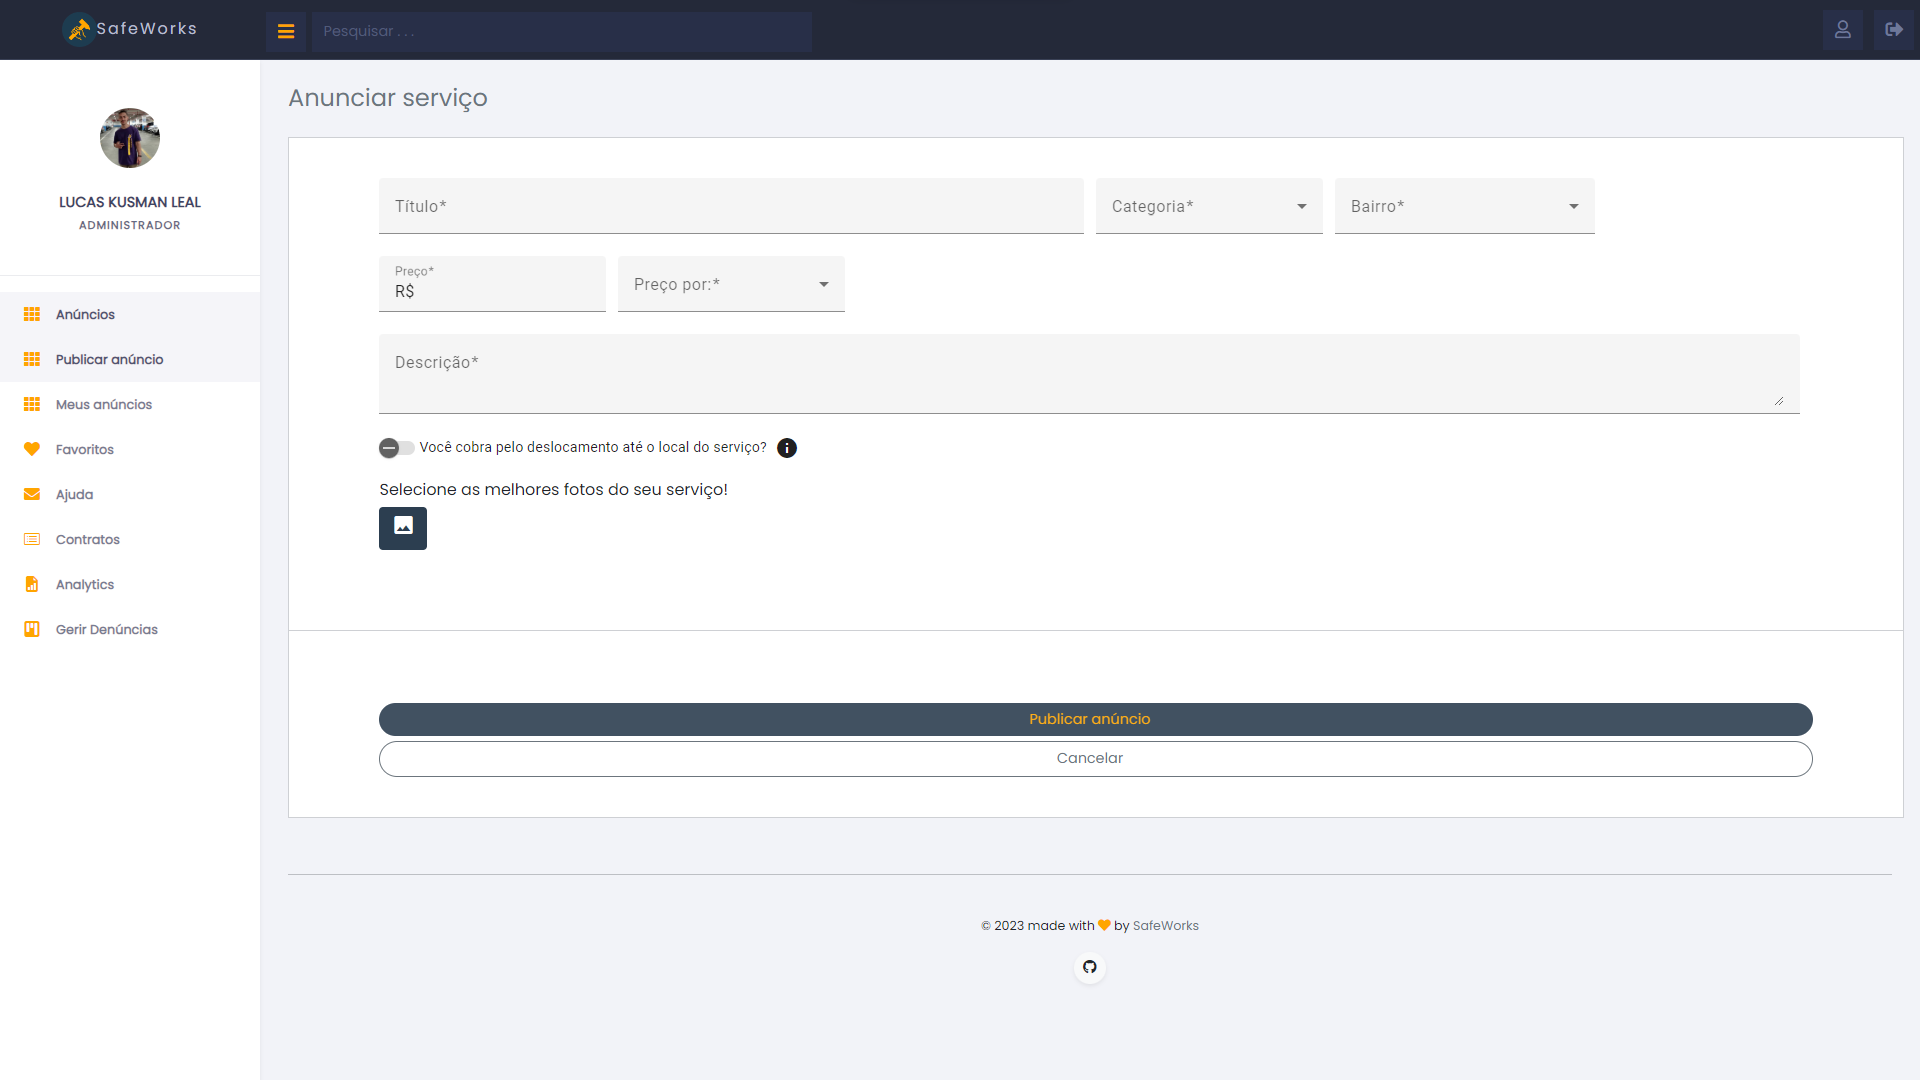 SafeWorks
Pesquisar . . .
LUCAS KUSMAN LEAL
ADMINISTRADOR
Anúncios
Publicar anúncio
Meus anúncios
Favoritos
Ajuda
Contratos
Analytics
Gerir Denúncias
Anunciar serviço
Título*
Categoria*
Bairro*
Preço*
R$
Preço por:*
Descrição*
Você cobra pelo deslocamento até o local do serviço?
Selecione as melhores fotos do seu serviço!
Publicar anúncio
Cancelar
© 2023 made with by SafeWorks